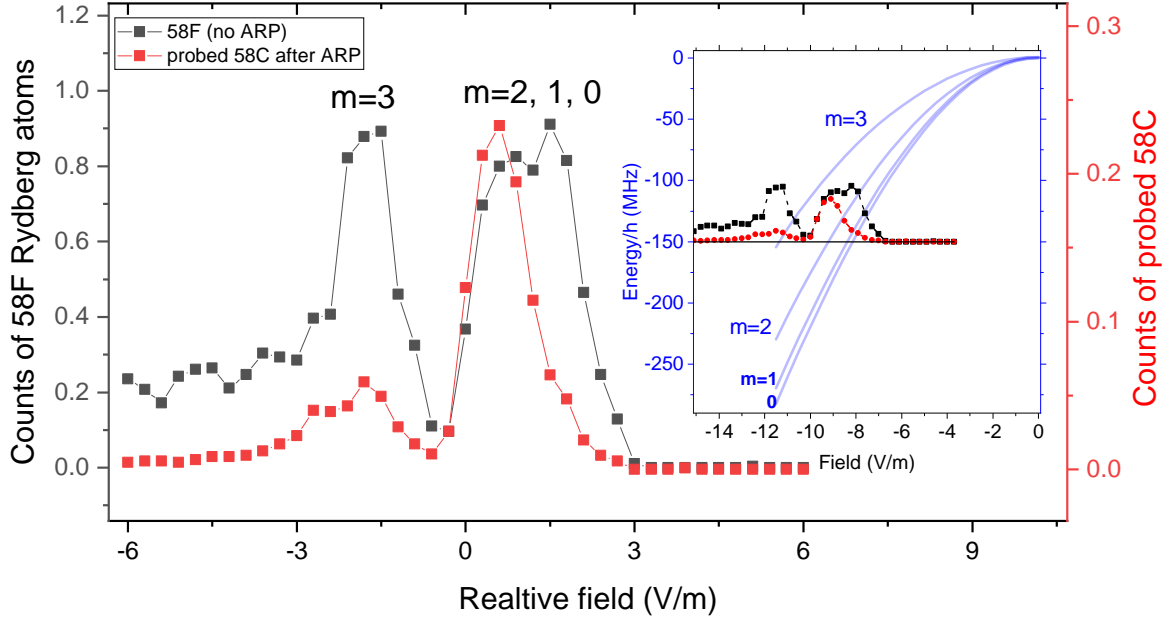 58F (no ARP)
probed 58C after ARP
m=3
m=2, 1, 0
Counts of 58F Rydberg atoms
1.2
1.0
0.8
0.6
0.4
0.2
0.0
-6
-3
0
3
6
9
Realtive field (V/m)
0.3
0.2
0.1
0.0
Counts of probed 58C
Energy/h (MHz)
0
-50
-100
-150
-200
-250
m=3
m=2
m=1
0
-14
-12
-10
-8
-6
-4
-2
0
Field (V/m)